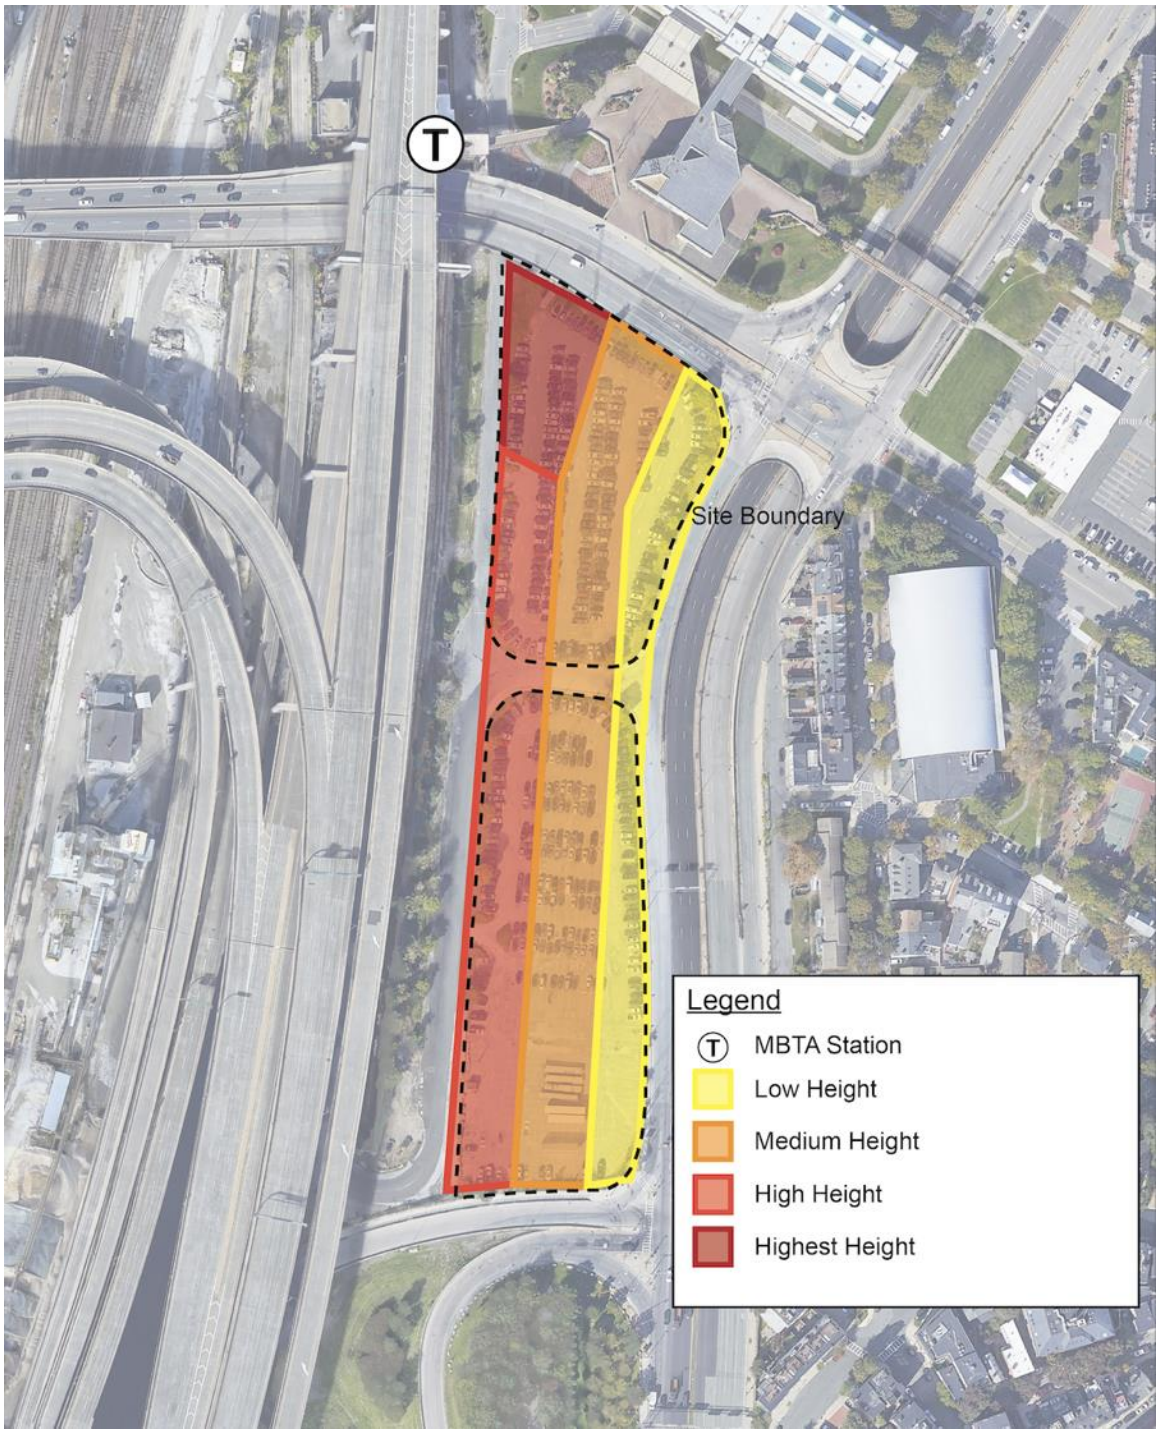 T
Site Boundary
Legend
T MBTA Station
Low Height
Medium Height
High Height
Highest Height